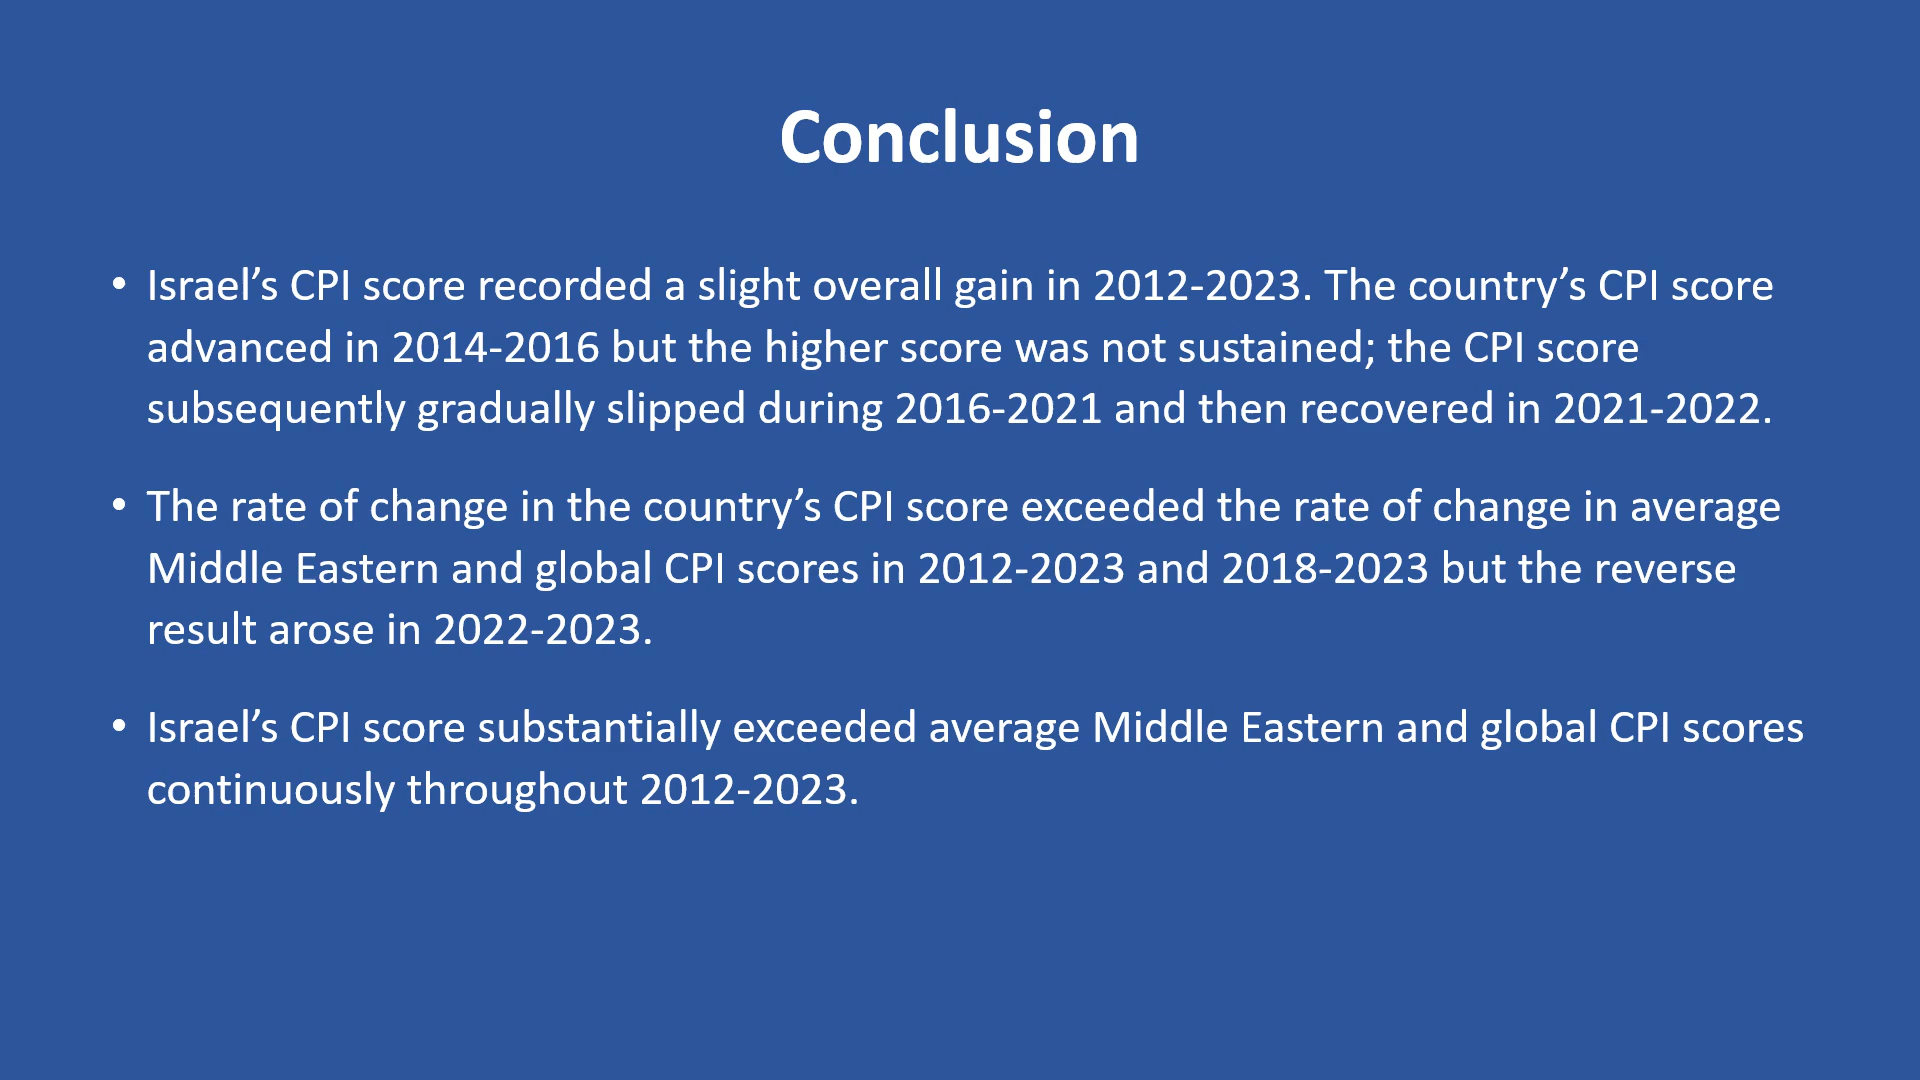 Conclusion
• Israel’s CPI score recorded a slight overall gain in 2012-2023. The country’s CPI score
advanced in 2014-2016 but the higher score was not sustained; the CPI score
subsequently gradually slipped during 2016-2021 and then recovered in 2021-2022.
• The rate of change in the country’s CPI score exceeded the rate of change in average
Middle Eastern and global CPI scores in 2012-2023 and 2018-2023 but the reverse
result arose in 2022-2023.
• Israel’s CPI score substantially exceeded average Middle Eastern and global CPI scores
continuously throughout 2012-2023.